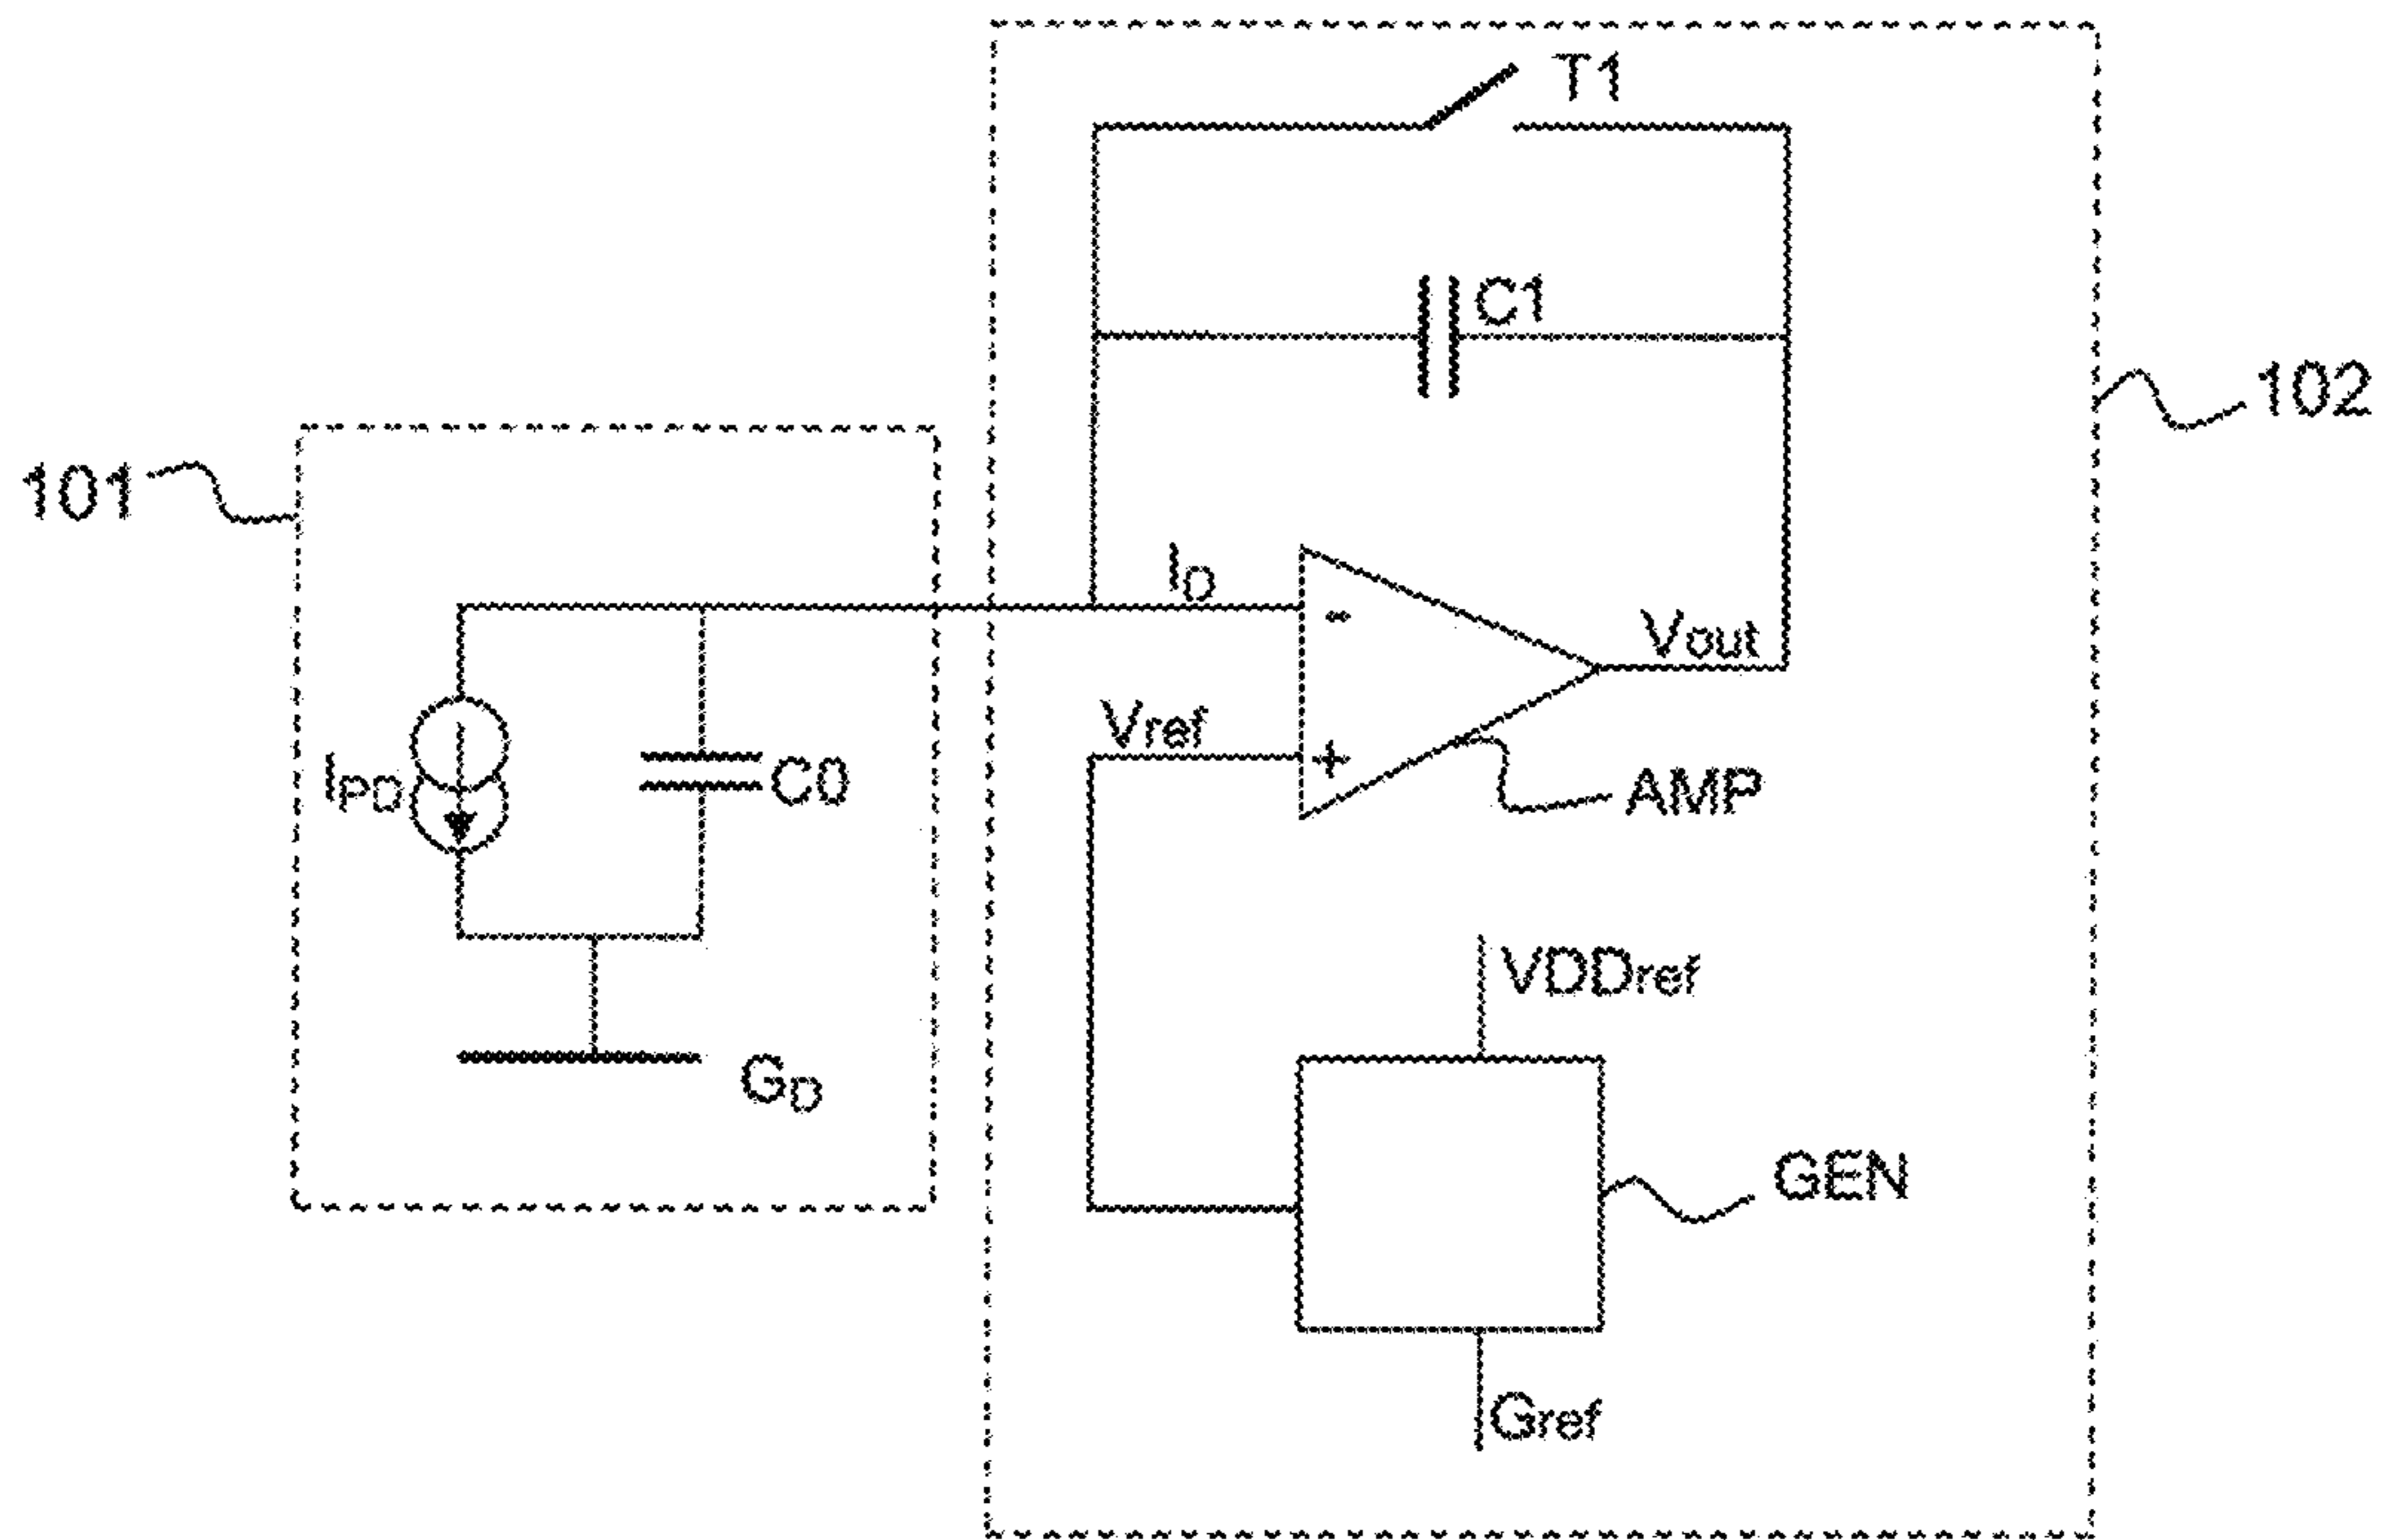 T1
C1
102
101
ID
Vout
Vref
-
+
IPD
C0
AMP
VDDref
GD
GEN
Gref